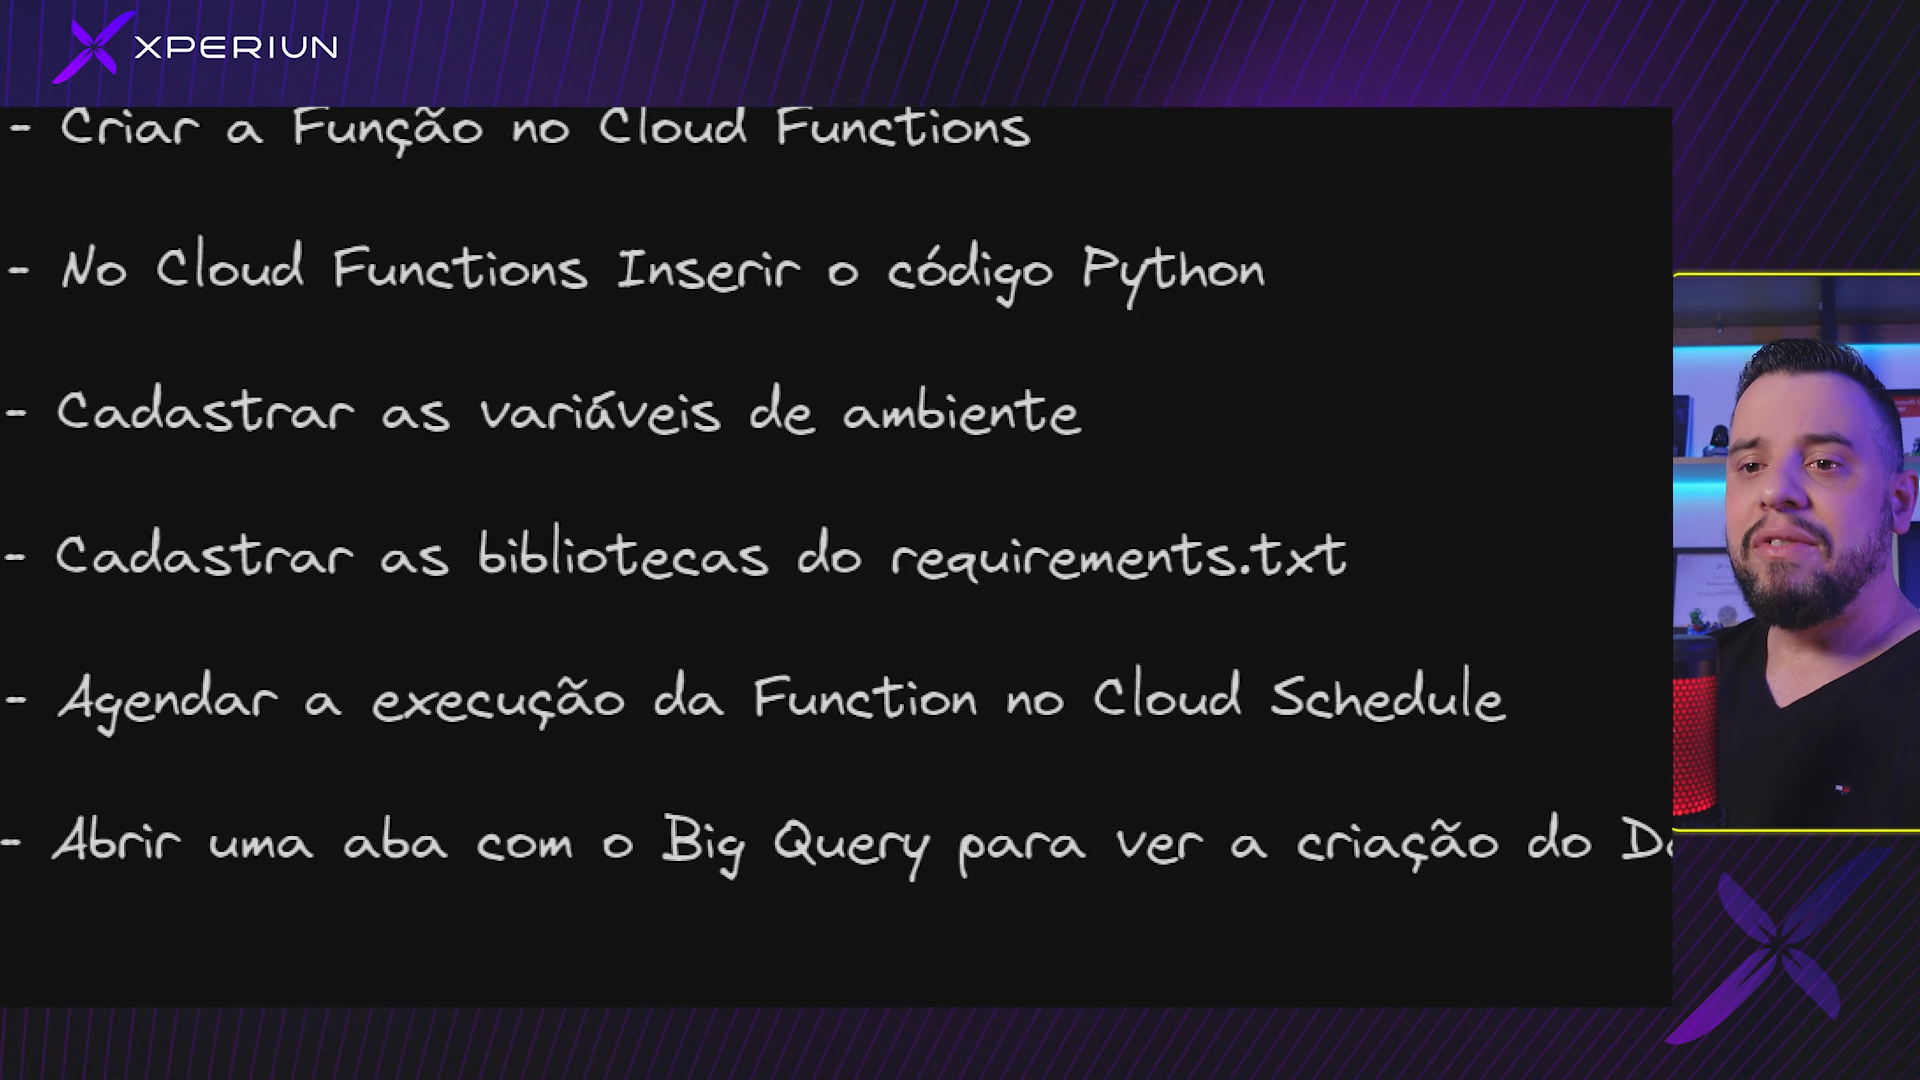 XPERIUN
- Criar a Função no Cloud Functions
- No Cloud Functions Inserir o código Python
- Cadastrar as variáveis de ambiente
- Cadastrar as bibliotecas do requirements.txt
- Agendar a execução da Function no Cloud Schedule
- Abrir uma aba com o Big Query para ver a criação do